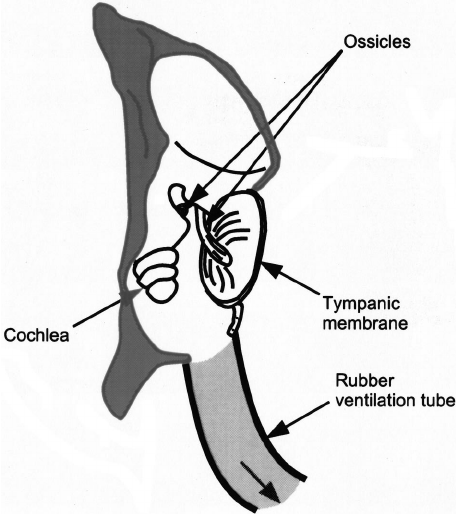 Ossicles
Tympanic
membrane
Cochlea
Rubber
ventilation tube